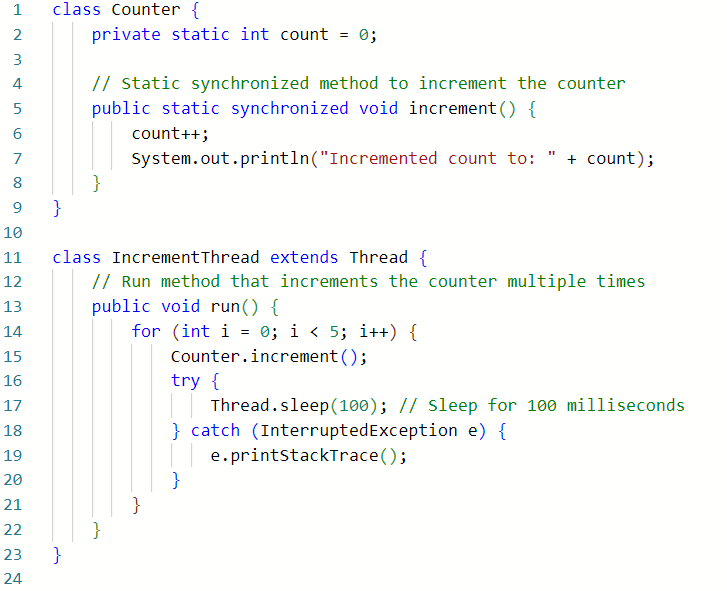 1 class Counter {
2     private static int count = 0;
3
4     // Static synchronized method to increment the counter
5     public static synchronized void increment() {
6         count++;
7         System.out.println("Incremented count to: " + count);
8     }
9 }
10
11 class IncrementThread extends Thread {
12     // Run method that increments the counter multiple times
13     public void run() {
14         for (int i = 0; i < 5; i++) {
15             Counter.increment();
16             try {
17                 Thread.sleep(100); // Sleep for 100 milliseconds
18             } catch (InterruptedException e) {
19                 e.printStackTrace();
20             }
21         }
22     }
23 }
24